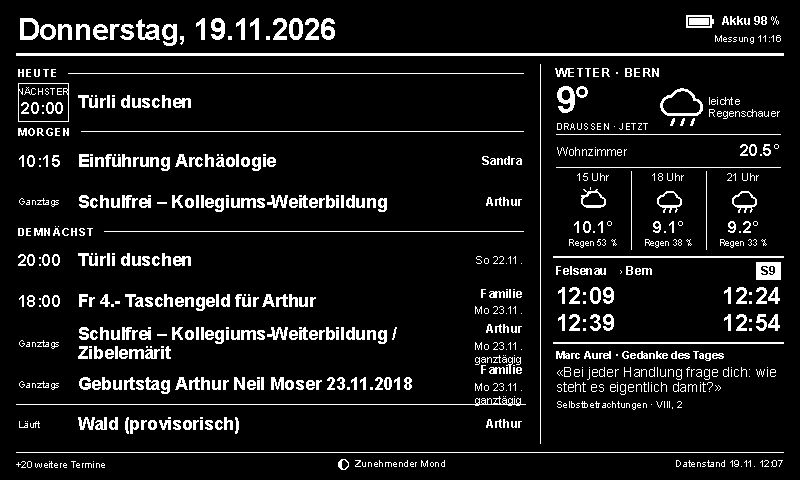 Donnerstag, 19.11.2026
Akku 98 %
Messung 11:16
HEUTE
NÄCHSTER
20:00 Türli duschen
MORGEN
10:15 Einführung Archäologie Sandra
Ganztags Schulfrei – Kollegiums-Weiterbildung Arthur
DEMNÄCHST
20:00 Türli duschen So 22.11.
18:00 Fr 4.- Taschengeld für Arthur Familie
Mo 23.11.
Ganztags Schulfrei – Kollegiums-Weiterbildung /
Zibelemärit
Arthur
Mo 23.11.
ganztägig
Ganztags Geburtstag Arthur Neil Moser 23.11.2018 Familie
Mo 23.11.
ganztägig
Läuft Wald (provisorisch) Arthur
WETTER · BERN
9°
leichte
Regenschauer
DRAUSSEN · JETZT
Wohnzimmer 20.5°
15 Uhr 18 Uhr 21 Uhr
10.1° 9.1° 9.2°
Regen 53 % Regen 38 % Regen 33 %
Felsenau › Bern S9
12:09 12:24
12:39 12:54
Marc Aurel · Gedanke des Tages
«Bei jeder Handlung frage dich: wie
steht es eigentlich damit?»
Selbstbetrachtungen · VIII, 2
+20 weitere Termine
Zunehmender Mond
Datenstand 19.11. 12:07